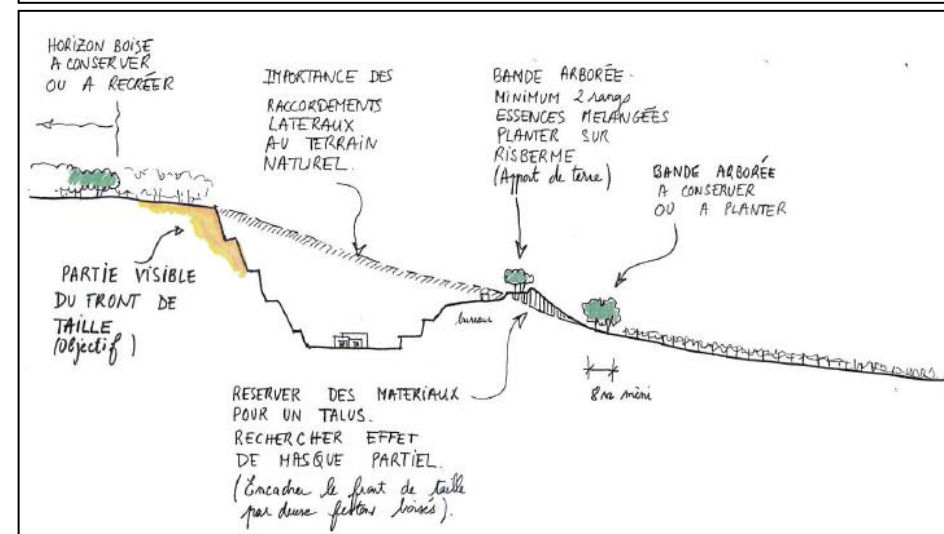 HORIZON BOISE
A CONSERVER
OU A RECRÉER
IMPORTANCE DES
RACCORDEMENTS
LATERAUX
AU TERRAIN
NATUREL.
BANDE ARBORÉE.
MINIMUM 2 rangs
ESSENCES MELANGÉES
PLANTER SUR
RISBERME
(Apport de terre)
BANDE ARBORÉE
A CONSERVER
OU A PLANTER
PARTIE VISIBLE
DU FRONT DE
TAILLE
(Objectif)
bureau
8m mini
RESERVER DES MATERIAUX
POUR UN TALUS.
RECHERCHER EFFET
DE MASQUE PARTIEL.
(Encadrer le front de taille
par deux festons boisés).